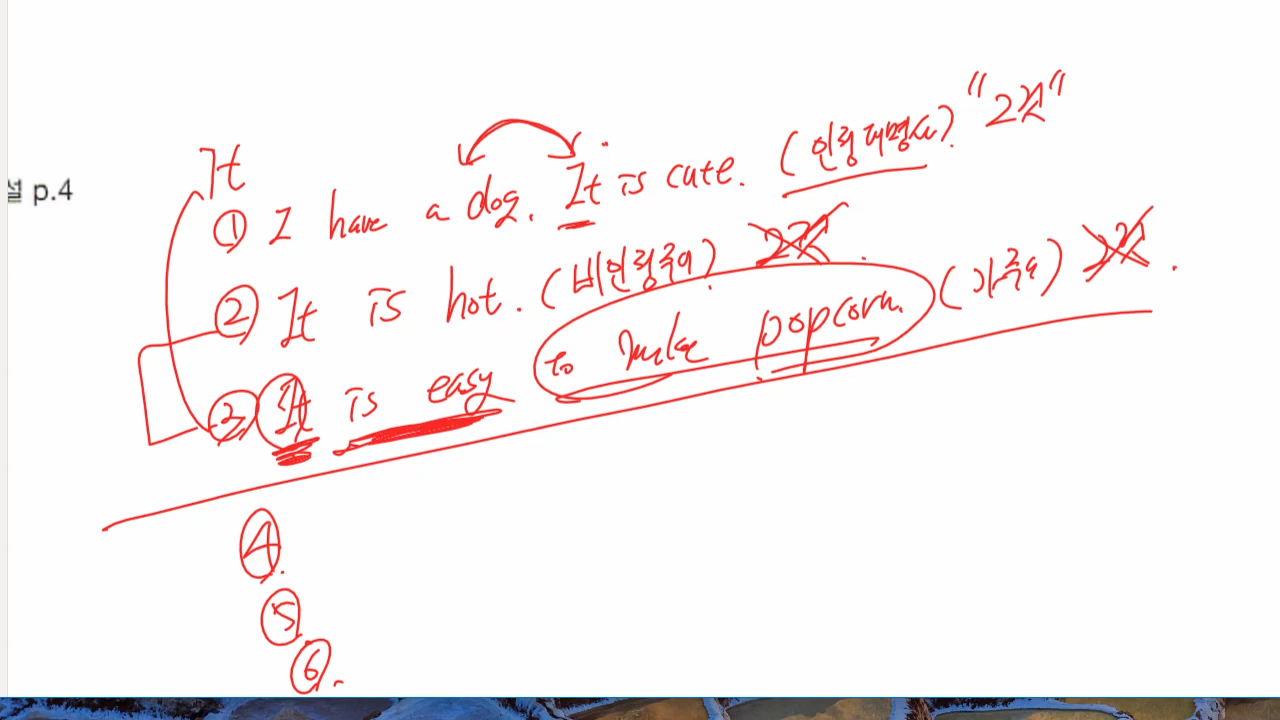 설 p.4
It
① I have a dog. It is cute. (인칭대명사) "그것"
② It is hot. (비인칭주어) 그것.
③ It is easy to make popcorn. (가주어) 그것.
④.
⑤
⑥.